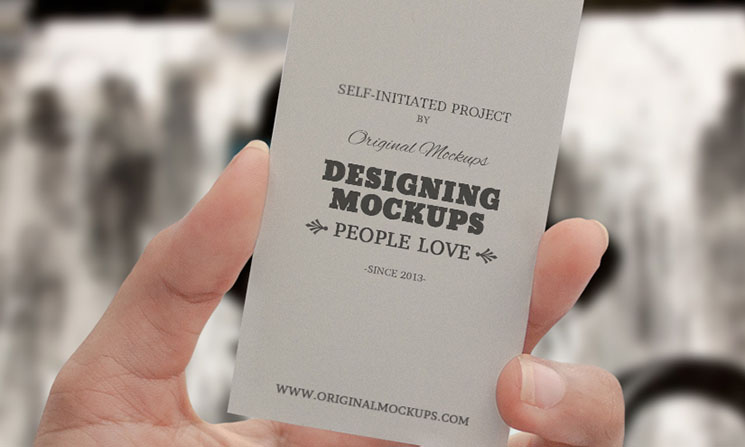 SELF-INITIATED PROJECT
BY
Original Mockups
DESIGNING
MOCKUPS
PEOPLE LOVE
-SINCE 2013-
WWW.ORIGINALMOCKUPS.COM